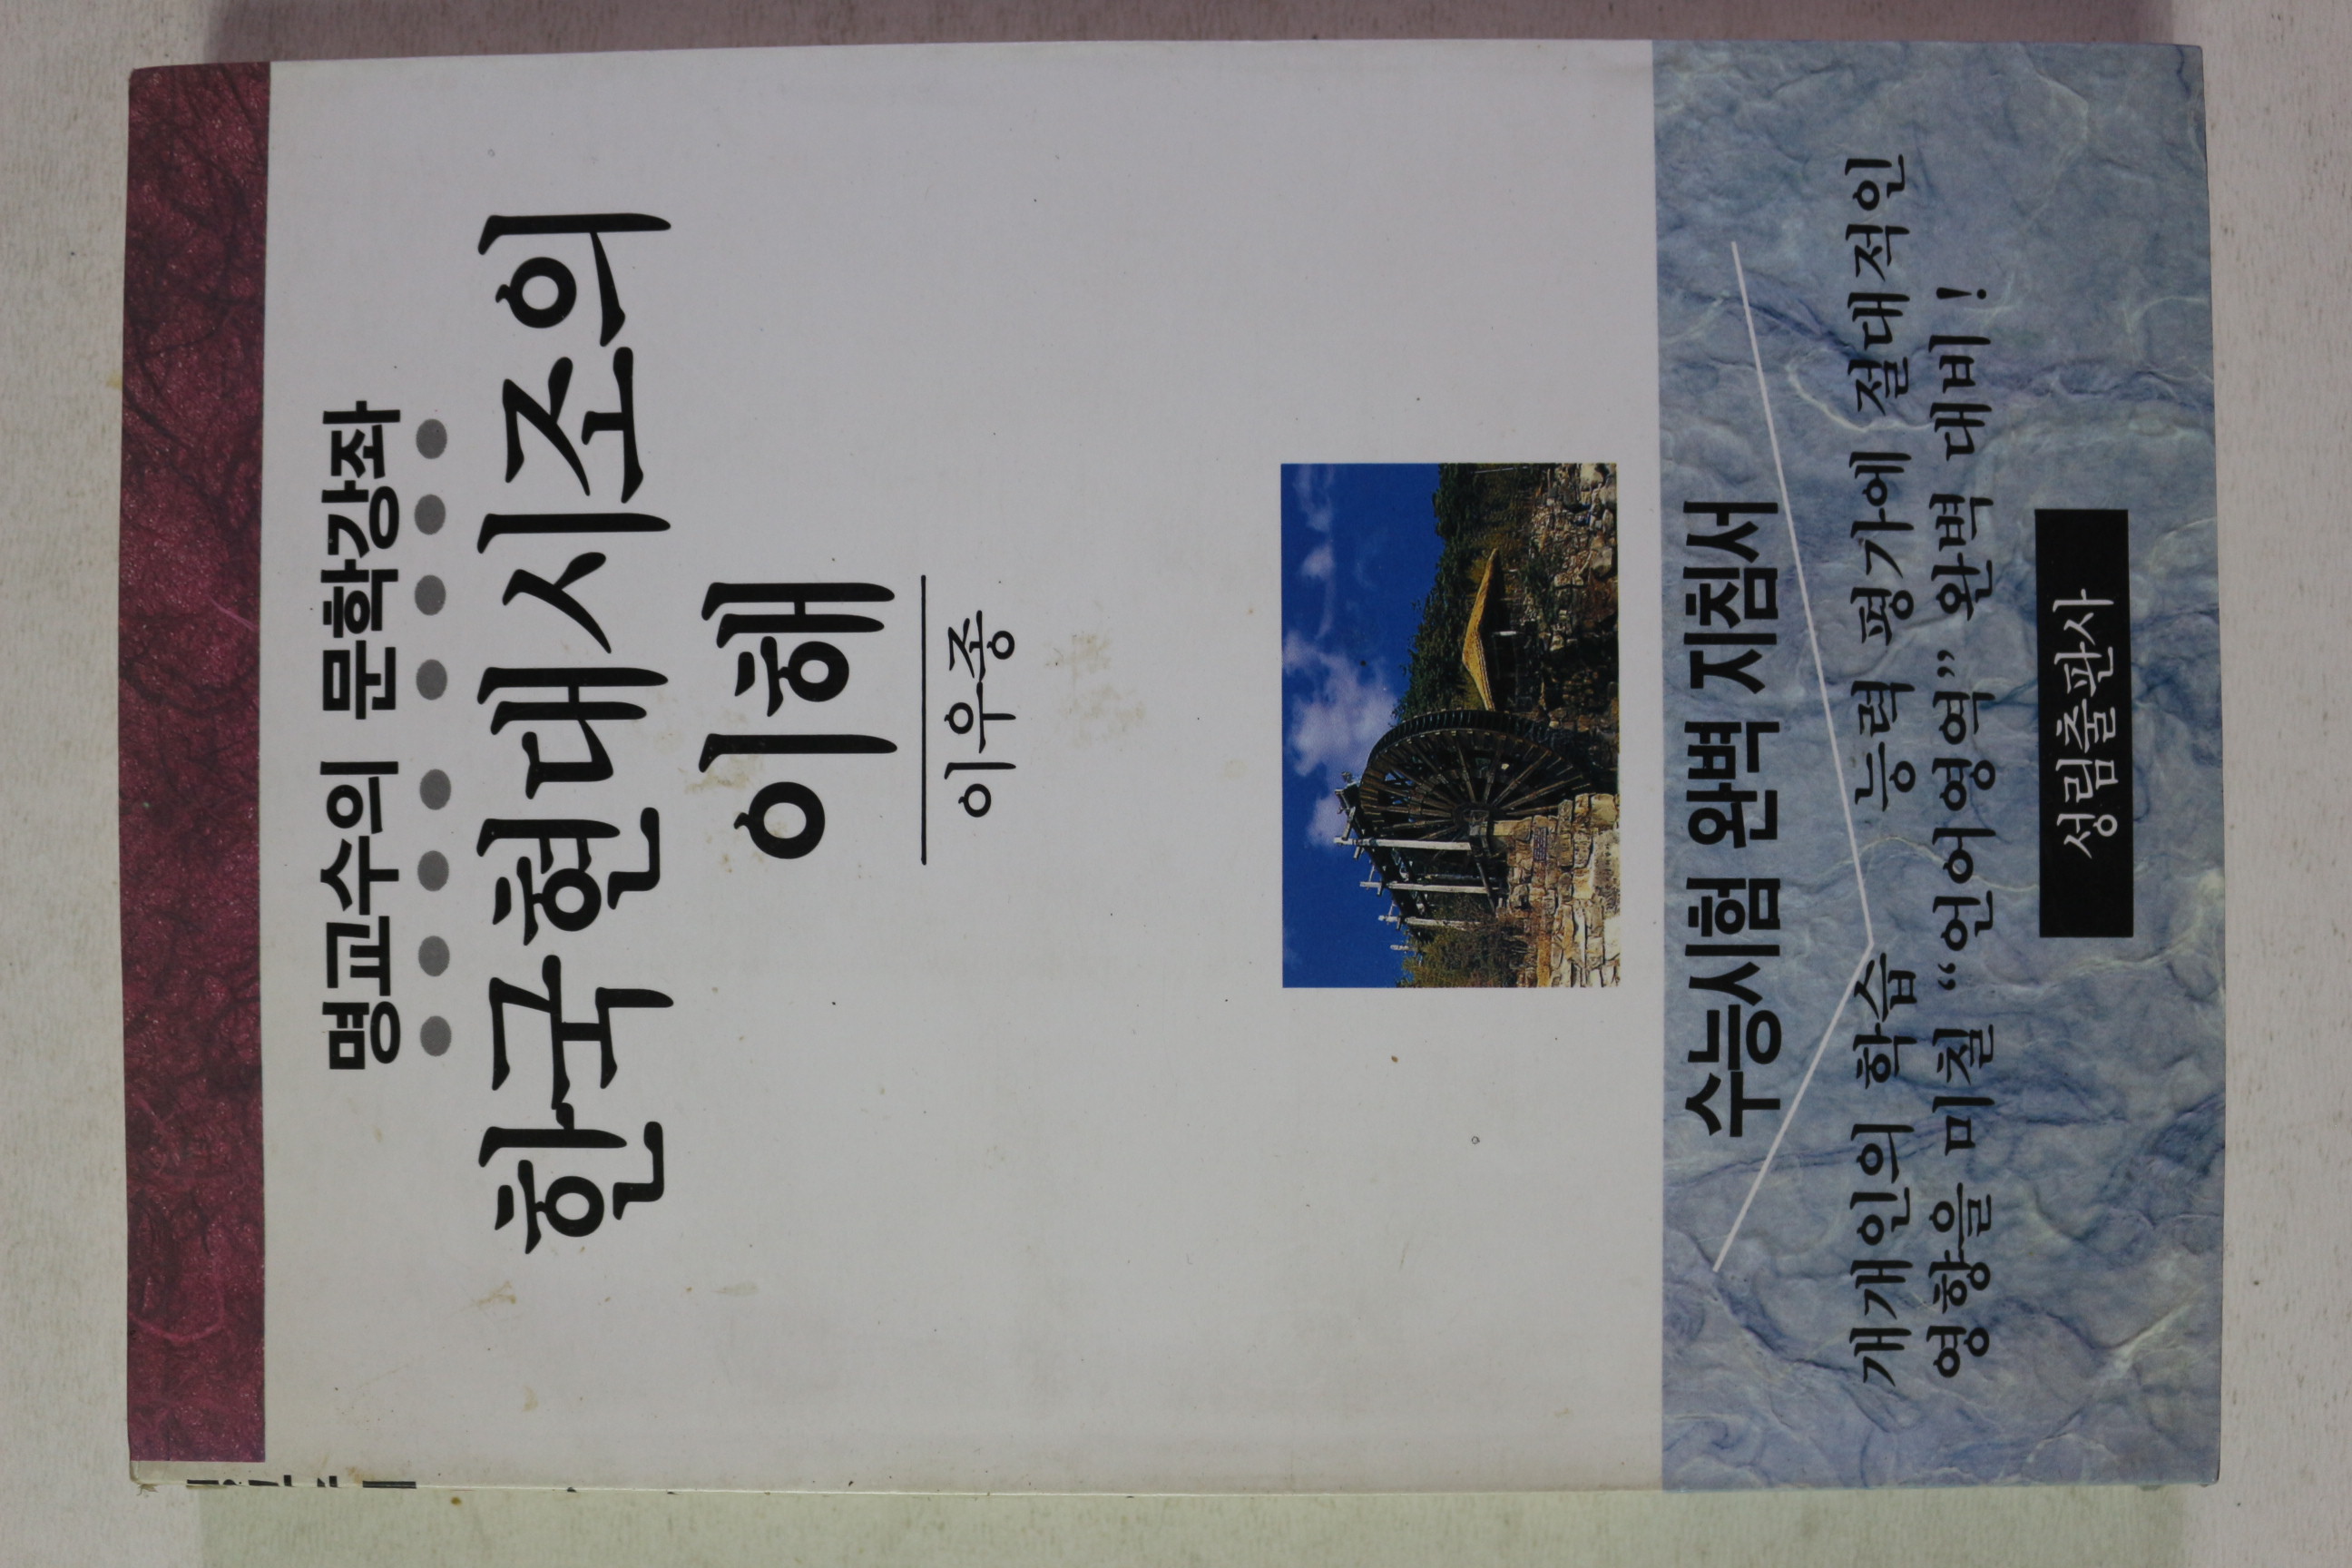 명교수의 문학강좌
한국현대시조의
이해
이우종
수능시험 완벽 지침서
개개인의 학습 능력 평가에 절대적인
영향을 미칠 “언어영역” 완벽 대비!
성림출판사